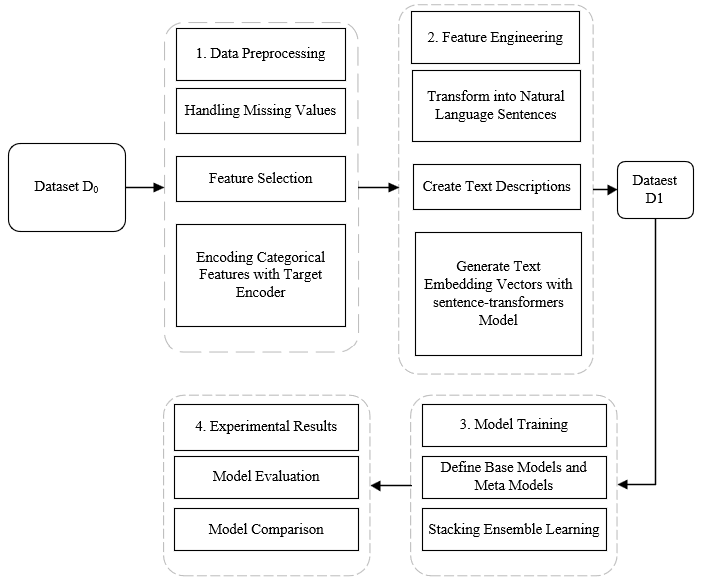 Dataset D₀
1. Data Preprocessing
Handling Missing Values
Feature Selection
Encoding Categorical
Features with Target
Encoder
2. Feature Engineering
Transform into Natural
Language Sentences
Create Text Descriptions
Generate Text
Embedding Vectors with
sentence-transformers
Model
Dataest
D1
3. Model Training
Define Base Models and
Meta Models
Stacking Ensemble Learning
4. Experimental Results
Model Evaluation
Model Comparison